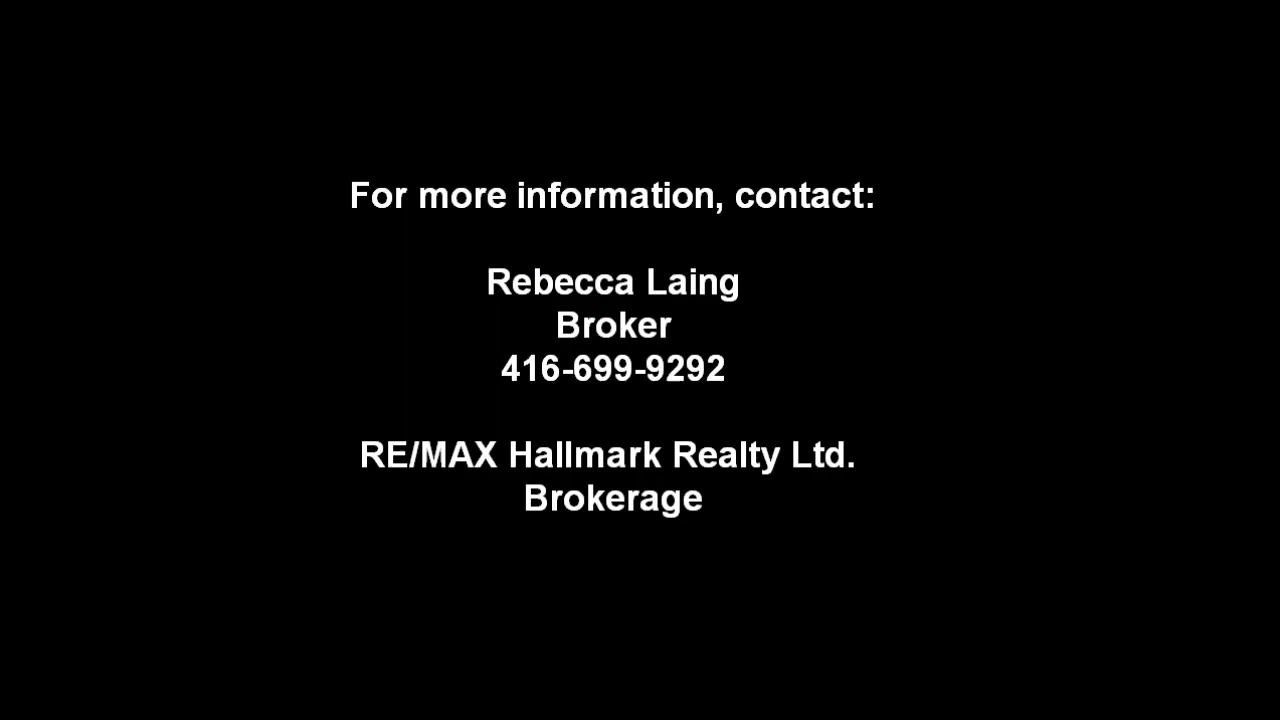 For more information, contact:
Rebecca Laing
Broker
416-699-9292
RE/MAX Hallmark Realty Ltd.
Brokerage